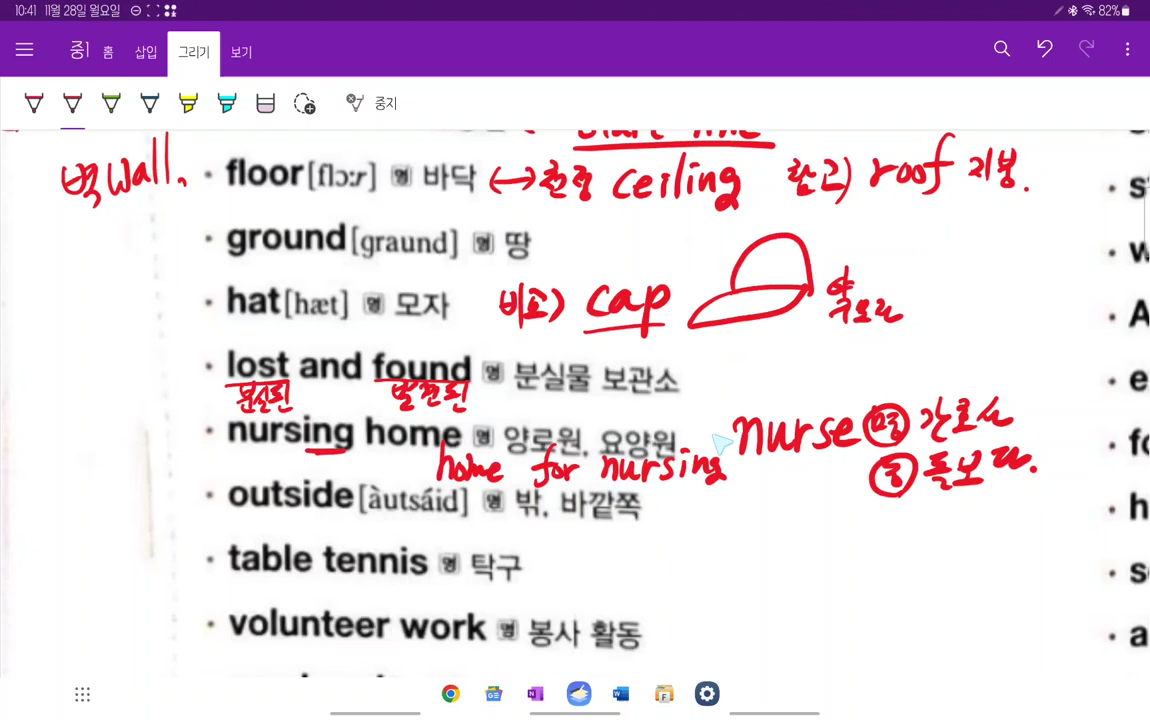 10:41 11월 28일 월요일 82%
중1 홈 삽입 그리기 보기
중지
벽 wall.
floor[flɔːr] 명 바닥 ↔ 천장 ceiling 참고) roof 지붕.
ground[graund] 명 땅
hat[hæt] 명 모자 비교) cap 야구모자
lost and found 명 분실물 보관소
분실된 발견된
nursing home 명 양로원, 요양원 nurse 명 간호사
home for nursing 동 돌보다.
outside[àutsáid] 명 밖, 바깥쪽
table tennis 명 탁구
volunteer work 명 봉사 활동